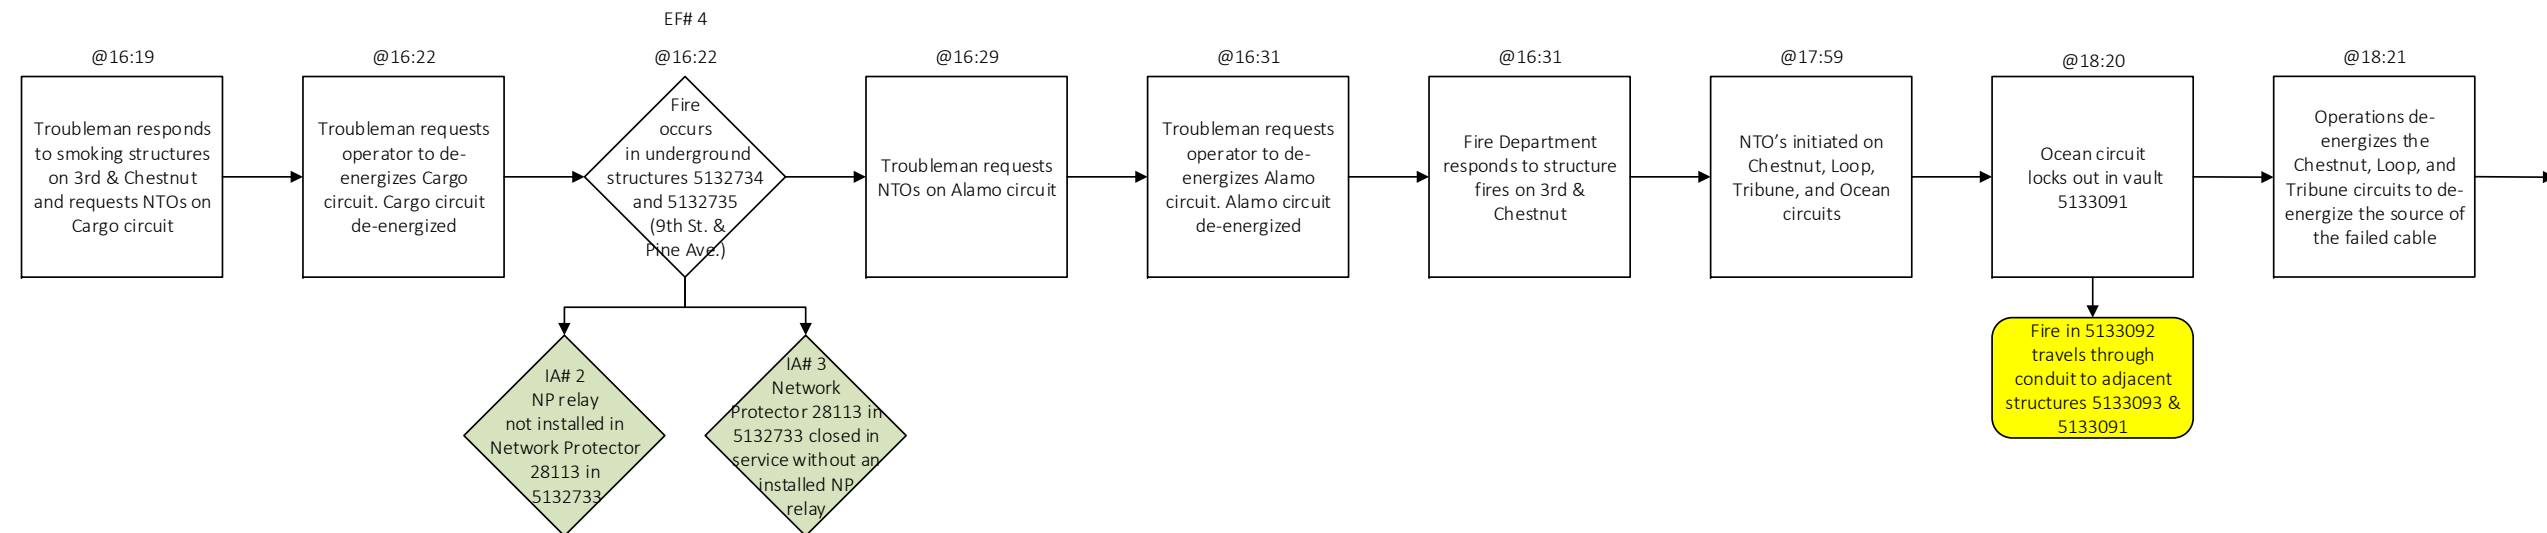 @16:19
Troubleman responds
to smoking structures
on 3rd & Chestnut
and requests NTOs on
Cargo circuit
@16:22
Troubleman requests
operator to de-
energizes Cargo
circuit. Cargo circuit
de-energized
EF# 4
@16:22
Fire
occurs
in underground
structures 5132734
and 5132735
(9th St. &
Pine Ave.)
IA# 2
NP relay
not installed in
Network Protector
28113 in
5132733
IA# 3
Network
Protector 28113 in
5132733 closed in
service without an
installed NP
relay
@16:29
Troubleman requests
NTOs on Alamo circuit
@16:31
Troubleman requests
operator to de-
energizes Alamo
circuit. Alamo circuit
de-energized
@16:31
Fire Department
responds to structure
fires on 3rd &
Chestnut
@17:59
NTO’s initiated on
Chestnut, Loop,
Tribune, and Ocean
circuits
@18:20
Ocean circuit
locks out in vault
5133091
Fire in 5133092
travels through
conduit to adjacent
structures 5133093 &
5133091
@18:21
Operations de-
energizes the
Chestnut, Loop, and
Tribune circuits to de-
energize the source of
the failed cable